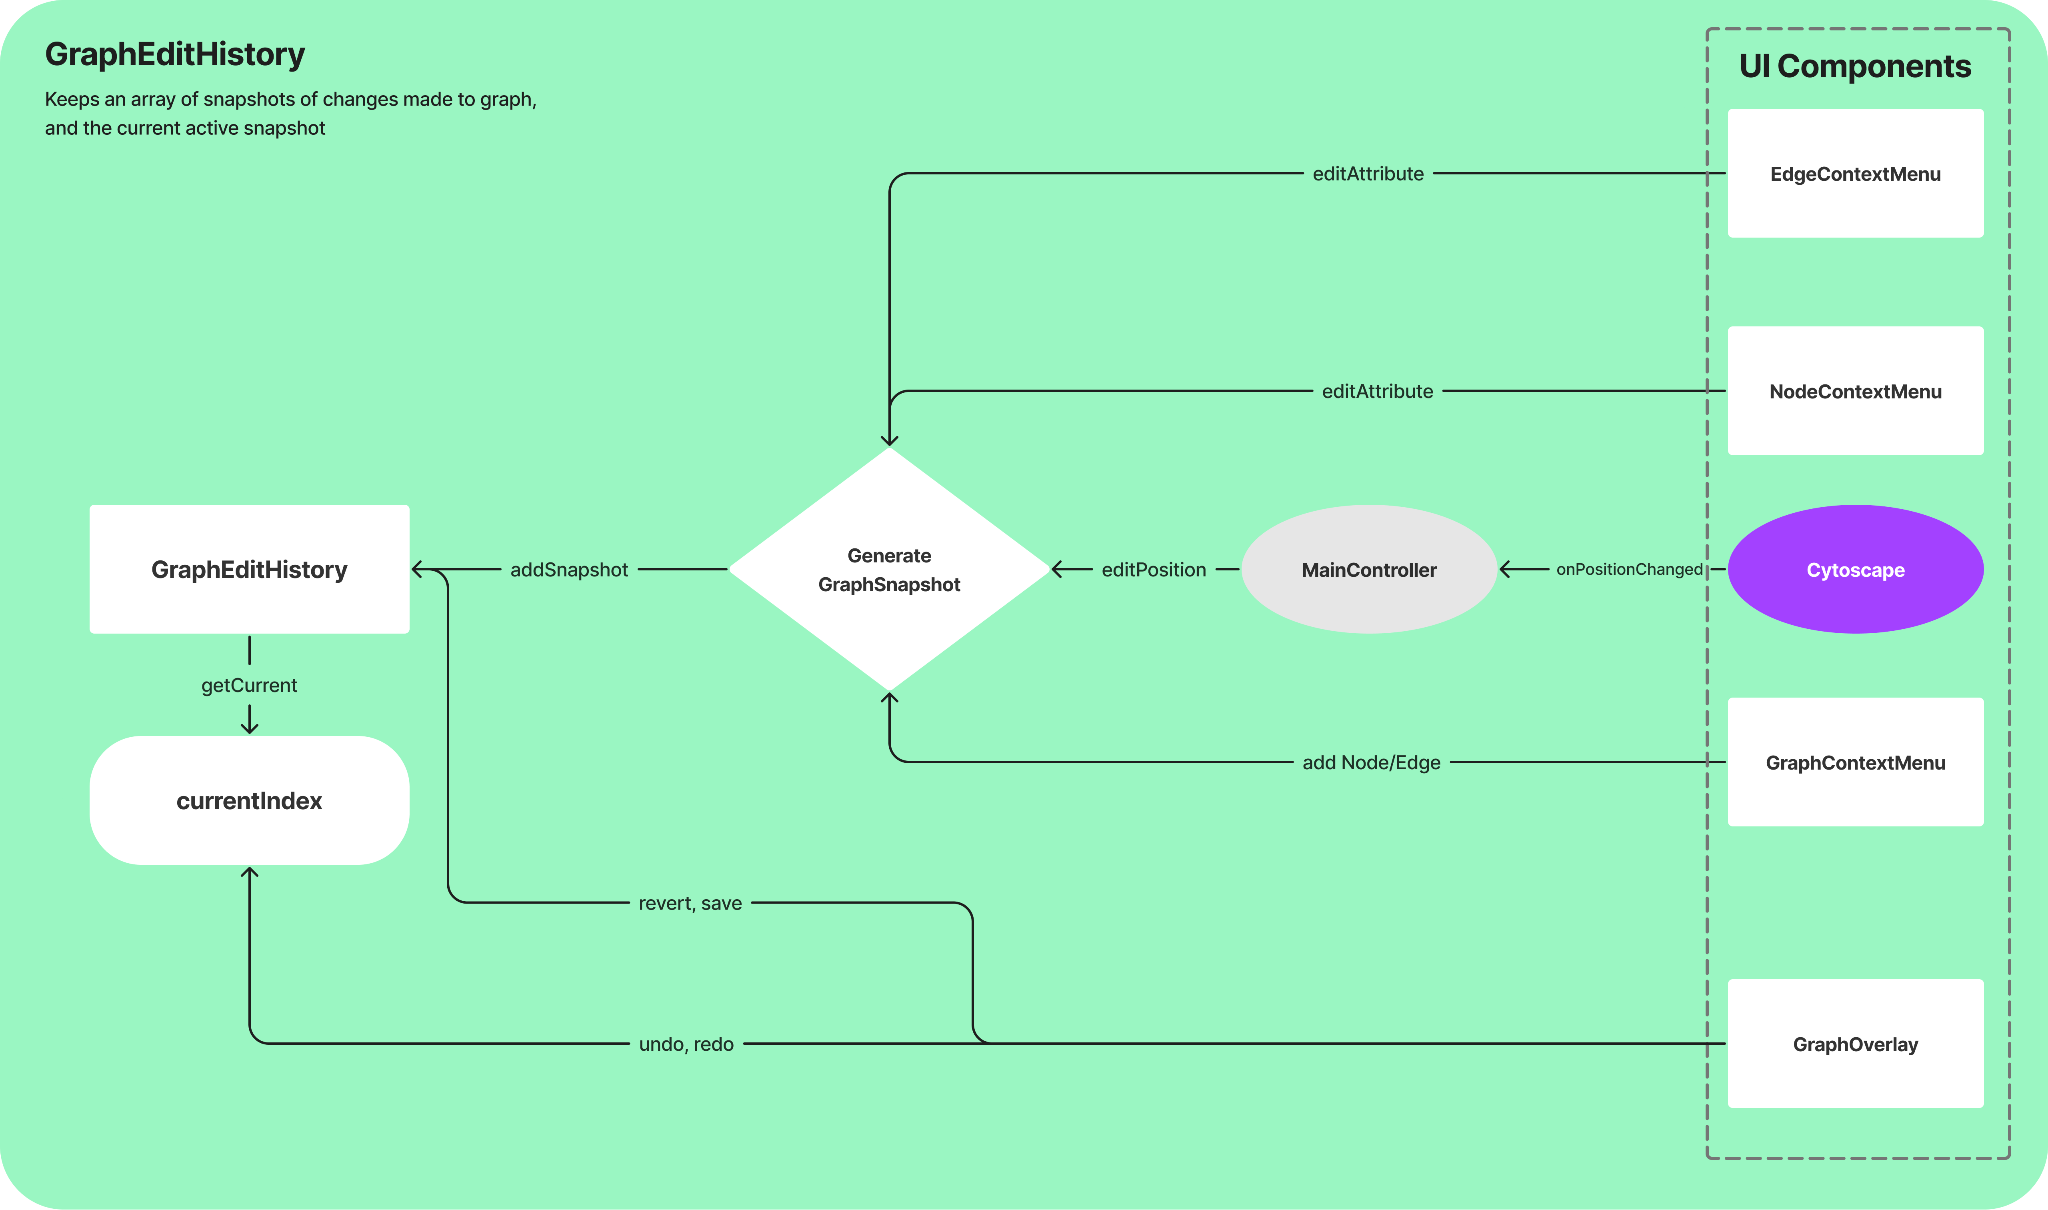 GraphEditHistory
Keeps an array of snapshots of changes made to graph,
and the current active snapshot
UI Components
editAttribute
EdgeContextMenu
editAttribute
NodeContextMenu
GraphEditHistory
addSnapshot
Generate
GraphSnapshot
editPosition
MainController
onPositionChanged
Cytoscape
getCurrent
add Node/Edge
GraphContextMenu
currentIndex
revert, save
undo, redo
GraphOverlay